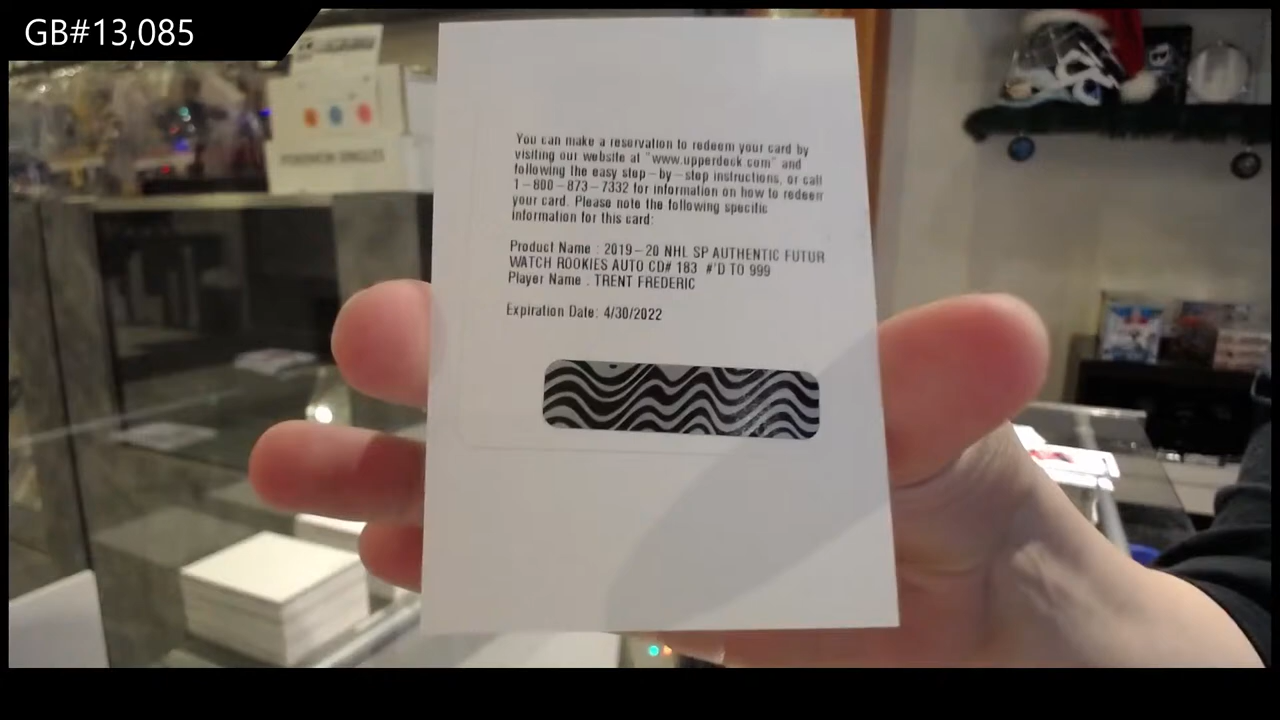 GB#13,085
You can make a reservation to redeem your card by
visiting our website at "www.upperdeck.com" and
following the easy step-by-step instructions, or call
1-800-873-7332 for information on how to redeem
your card. Please note the following specific
information for this card:
Product Name : 2019-20 NHL SP AUTHENTIC FUTUR
WATCH ROOKIES AUTO CD# 183 #'D TO 999
Player Name : TRENT FREDERIC
Expiration Date: 4/30/2022
POKEMON SINGLES